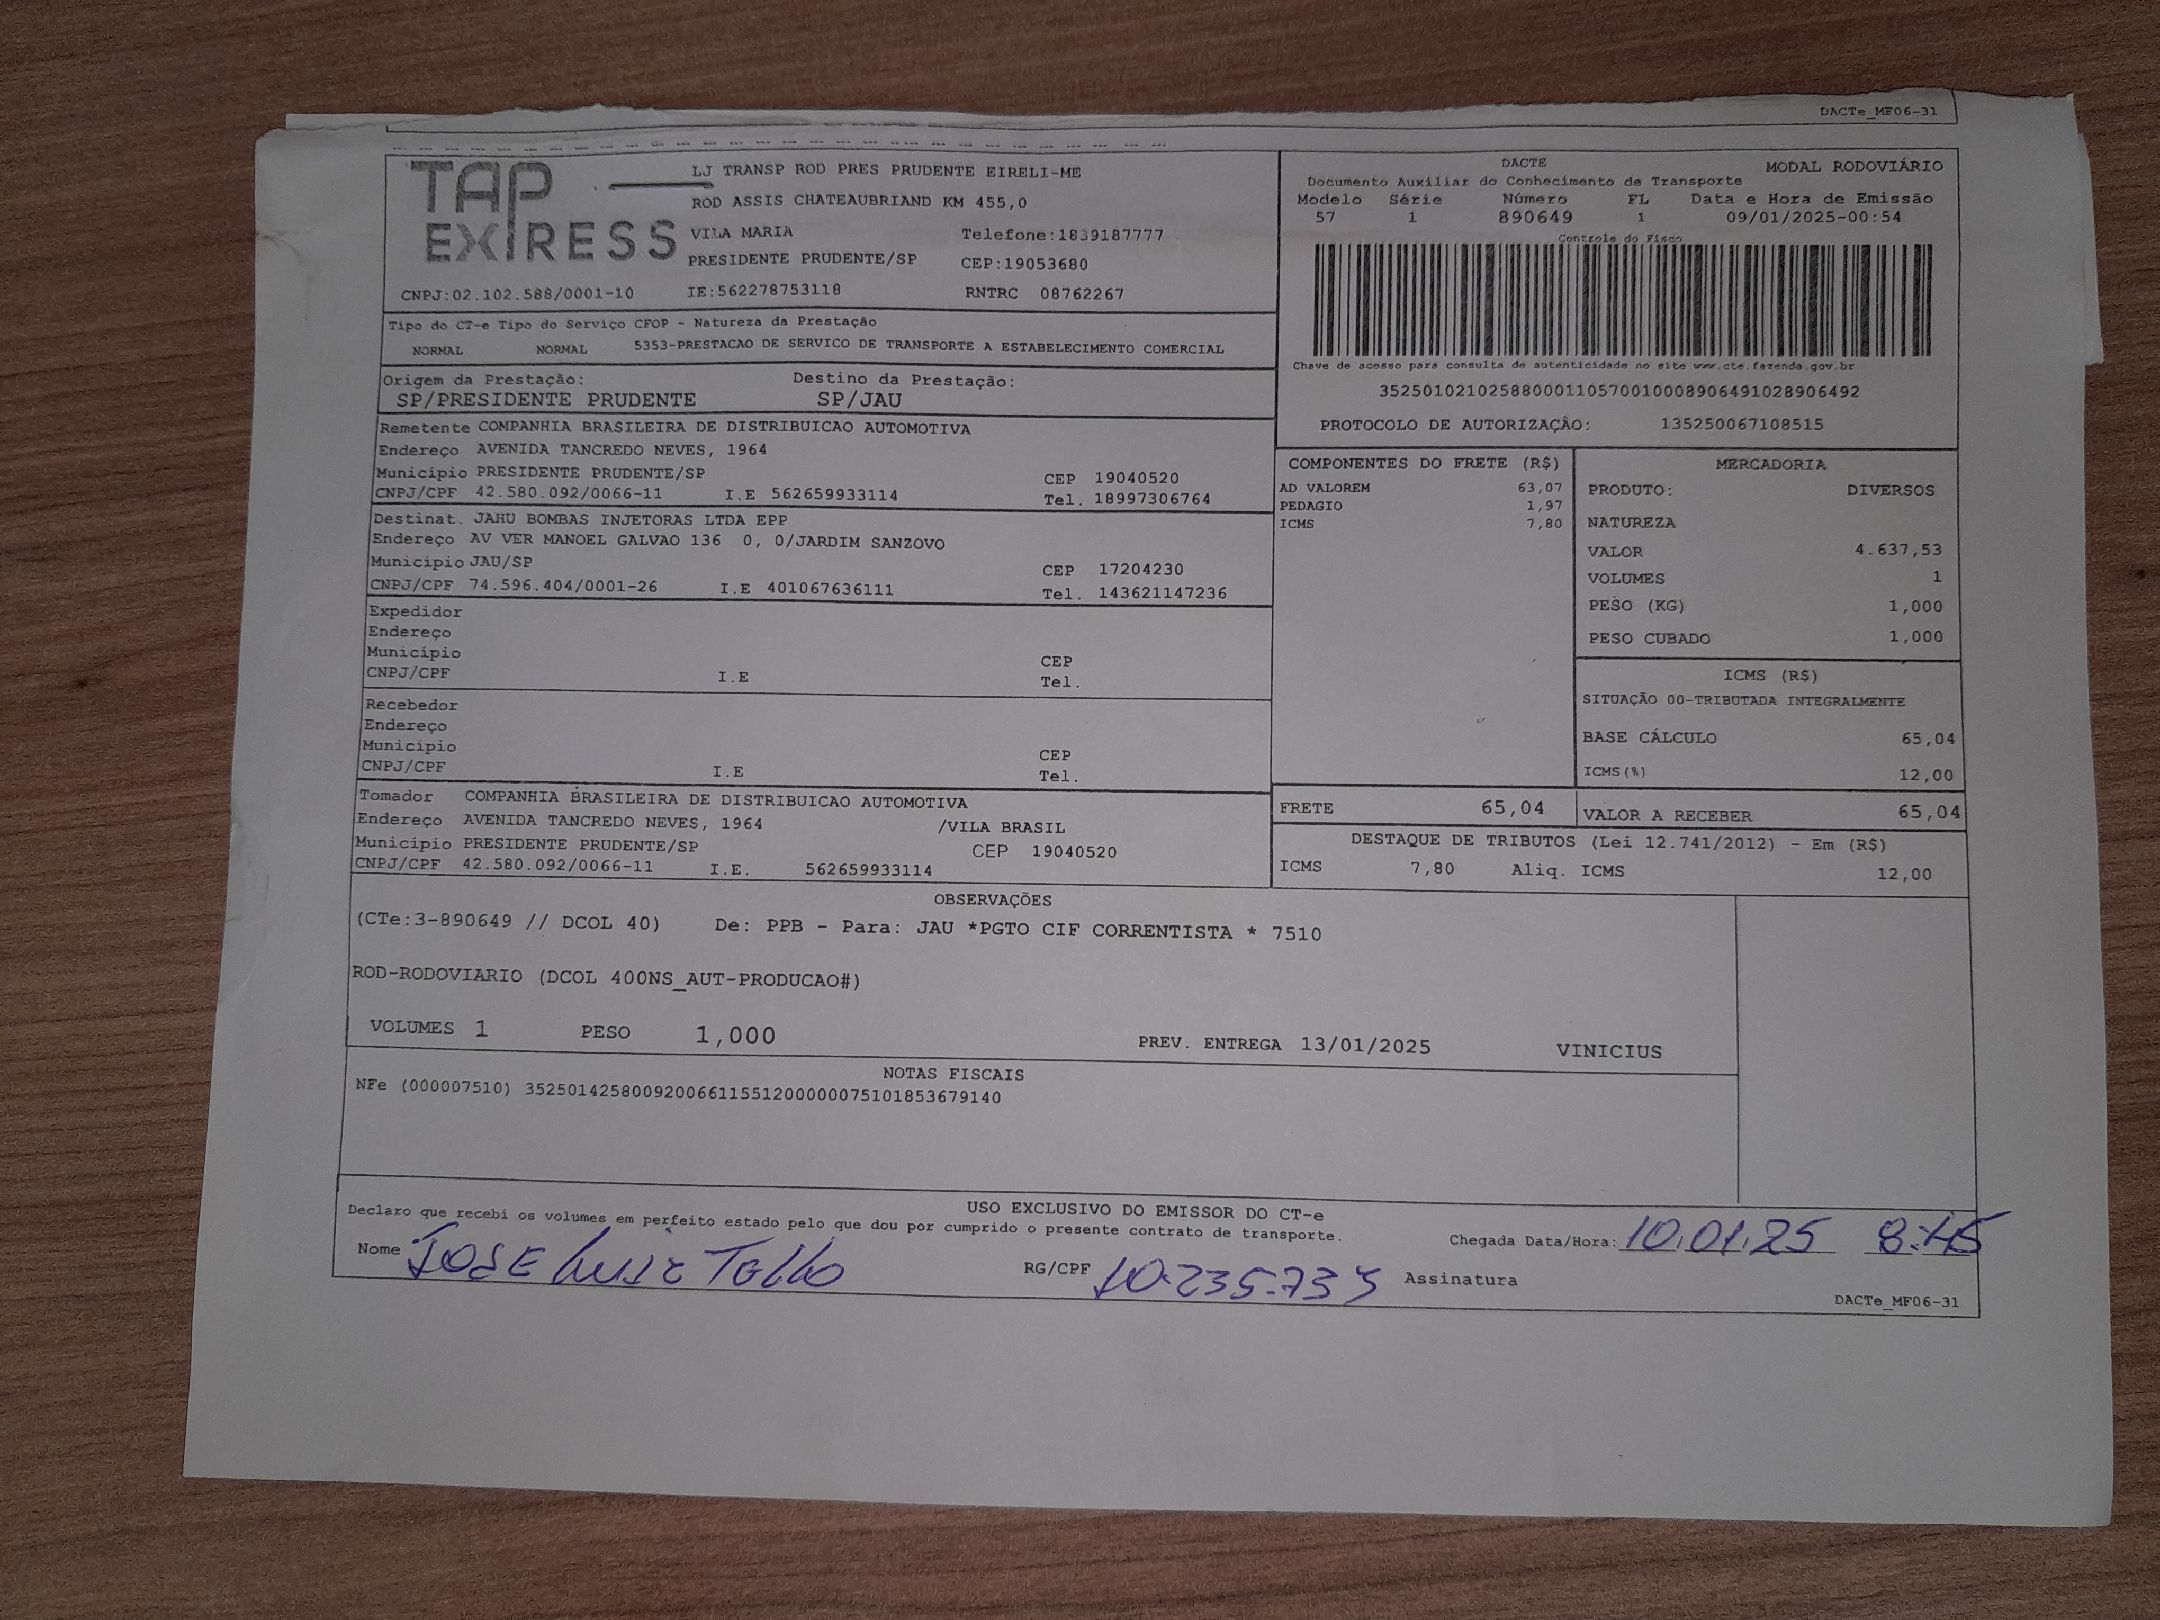 DACTe_MF06-31
TAP EXPRESS
LJ TRANSP ROD PRES PRUDENTE EIRELI-ME
ROD ASSIS CHATEAUBRIAND KM 455,0
VILA MARIA Telefone:1839187777
PRESIDENTE PRUDENTE/SP CEP:19053680
CNPJ:02.102.588/0001-10 IE:562278753118 RNTRC 08762267
DACTE MODAL RODOVIÁRIO
Documento Auxiliar do Conhecimento de Transporte
Modelo Série Número FL Data e Hora de Emissão
57 1 890649 1 09/01/2025-00:54
Controle do Fisco
Chave de acesso para consulta de autenticidade no site www.cte.fazenda.gov.br
35250102102588000110570010008906491028906492
PROTOCOLO DE AUTORIZAÇÃO: 135250067108515
Tipo do CT-e Tipo do Serviço CFOP - Natureza da Prestação
NORMAL NORMAL 5353-PRESTACAO DE SERVICO DE TRANSPORTE A ESTABELECIMENTO COMERCIAL
Origem da Prestação: Destino da Prestação:
SP/PRESIDENTE PRUDENTE SP/JAU
Remetente COMPANHIA BRASILEIRA DE DISTRIBUICAO AUTOMOTIVA
Endereço AVENIDA TANCREDO NEVES, 1964
Município PRESIDENTE PRUDENTE/SP CEP 19040520
CNPJ/CPF 42.580.092/0066-11 I.E 562659933114 Tel. 18997306764
Destinat. JAHU BOMBAS INJETORAS LTDA EPP
Endereço AV VER MANOEL GALVAO 136 0, 0/JARDIM SANZOVO
Município JAU/SP CEP 17204230
CNPJ/CPF 74.596.404/0001-26 I.E 401067636111 Tel. 143621147236
Expedidor
Endereço
Município CEP
CNPJ/CPF I.E Tel.
Recebedor
Endereço
Município CEP
CNPJ/CPF I.E Tel.
Tomador COMPANHIA BRASILEIRA DE DISTRIBUICAO AUTOMOTIVA
Endereço AVENIDA TANCREDO NEVES, 1964 /VILA BRASIL
Município PRESIDENTE PRUDENTE/SP CEP 19040520
CNPJ/CPF 42.580.092/0066-11 I.E. 562659933114
COMPONENTES DO FRETE (R$)
AD VALOREM 63,07
PEDAGIO 1,97
ICMS 7,80
MERCADORIA
PRODUTO: DIVERSOS
NATUREZA
VALOR 4.637,53
VOLUMES 1
PESO (KG) 1,000
PESO CUBADO 1,000
ICMS (R$)
SITUAÇÃO 00-TRIBUTADA INTEGRALMENTE
BASE CÁLCULO 65,04
ICMS(%) 12,00
FRETE 65,04 VALOR A RECEBER 65,04
DESTAQUE DE TRIBUTOS (Lei 12.741/2012) - Em (R$)
ICMS 7,80 Aliq. ICMS 12,00
OBSERVAÇÕES
(CTe:3-890649 // DCOL 40) De: PPB - Para: JAU *PGTO CIF CORRENTISTA * 7510
ROD-RODOVIARIO (DCOL 400NS_AUT-PRODUCAO#)
VOLUMES 1 PESO 1,000 PREV. ENTREGA 13/01/2025 VINICIUS
NOTAS FISCAIS
NFe (000007510) 35250142580092006611551200000075101853679140
USO EXCLUSIVO DO EMISSOR DO CT-e
Declaro que recebi os volumes em perfeito estado pelo que dou por cumprido o presente contrato de transporte.
Chegada Data/Hora: 10.01.25 8:45
Nome JOSE Luiz Tello RG/CPF 10.235.735 Assinatura
DACTe_MF06-31